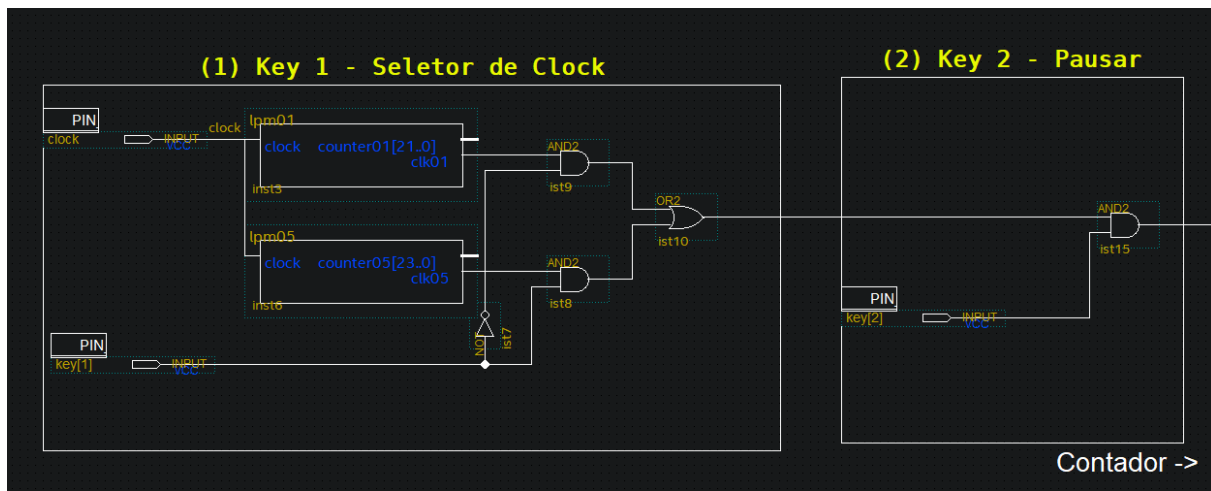 (1) Key 1 - Seletor de Clock
(2) Key 2 - Pausar
PIN
clock
INPUT
VCC
clock
lpm01
clock counter01[21..0]
clk01
inst3
AND2
ist9
OR2
ist10
AND2
ist15
lpm05
clock counter05[23..0]
clk05
inst6
AND2
ist8
NOT
ist7
PIN
key[1]
INPUT
VCC
PIN
key[2]
INPUT
VCC
Contador ->